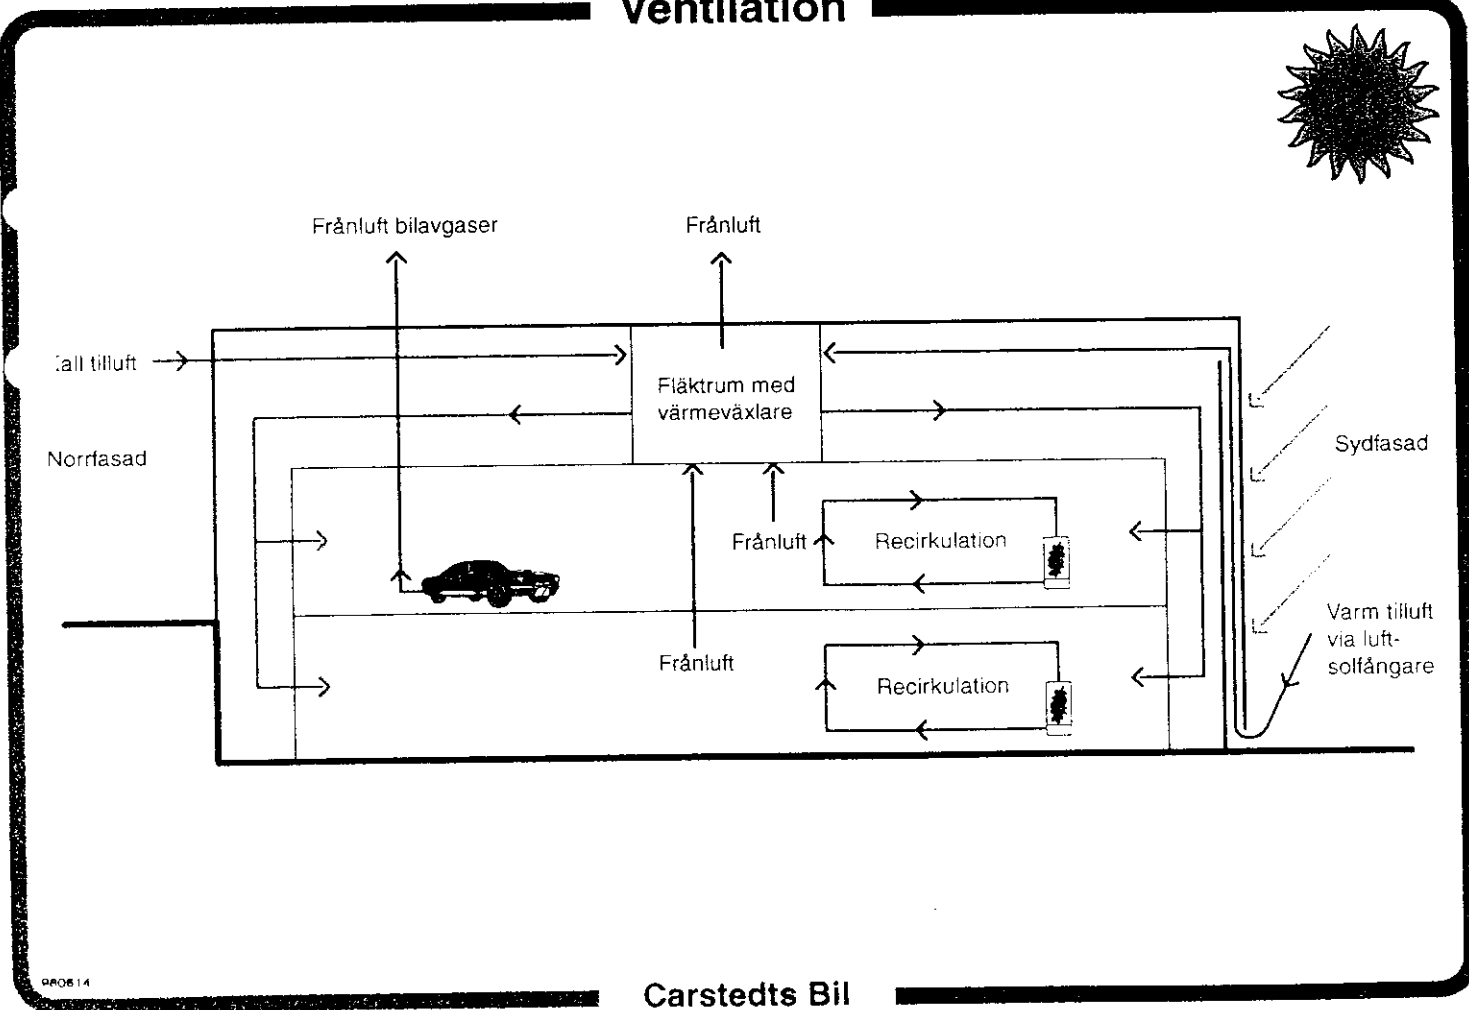 Ventilation
Frånluft bilavgaser
Frånluft
all tilluft
Fläktrum med
värmeväxlare
Norrfasad
Sydfasad
Frånluft
Recirkulation
Varm tilluft
via luft-
solfångare
Frånluft
Recirkulation
980614
Carstedts Bil